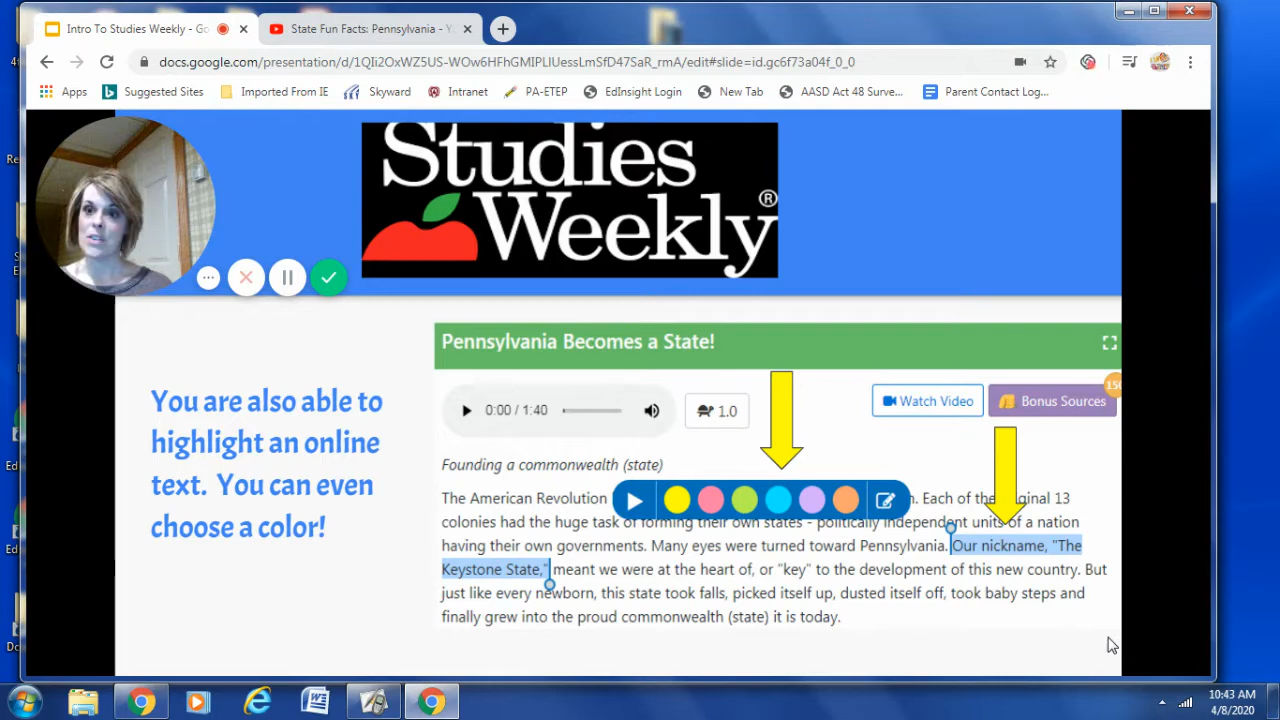 Intro To Studies Weekly - Go
State Fun Facts: Pennsylvania - Y
docs.google.com/presentation/d/1QIi2OxWZ5US-WOw6HFhGMIPLIUessLmSfD47SaR_rmA/edit#slide=id.gc6f73a04f_0_0
Apps
Suggested Sites
Imported From IE
Skyward
Intranet
PA-ETEP
EdInsight Login
New Tab
AASD Act 48 Surve...
Parent Contact Log...
Studies
Weekly®
You are also able to
highlight an online
text. You can even
choose a color!
Pennsylvania Becomes a State!
0:00 / 1:40
1.0
Watch Video
Bonus Sources
Founding a commonwealth (state)
The American Revolution
. Each of the original 13
colonies had the huge task of forming their own states - politically independent units of a nation
having their own governments. Many eyes were turned toward Pennsylvania. Our nickname, "The
Keystone State," meant we were at the heart of, or "key" to the development of this new country. But
just like every newborn, this state took falls, picked itself up, dusted itself off, took baby steps and
finally grew into the proud commonwealth (state) it is today.
10:43 AM
4/8/2020